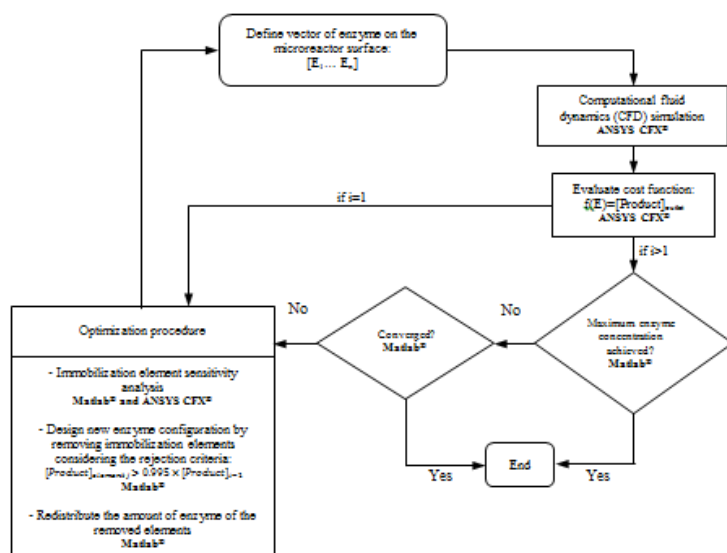 Define vector of enzyme on the
microreactor surface:
[E₁... Eₙ]
Computational fluid
dynamics (CFD) simulation
ANSYS CFX®
Evaluate cost function:
f(E)=[Product]outlet
ANSYS CFX®
if i=1
if i>1
Maximum enzyme
concentration
achieved?
Matlab®
No
Converged?
Matlab®
No
Yes
Yes
End
Optimization procedure
- Immobilization element sensitivity
analysis
Matlab® and ANSYS CFX®
- Design new enzyme configuration by
removing immobilization elements
considering the rejection criteria:
[Product]element j > 0.995 × [Product]i−1
Matlab®
- Redistribute the amount of enzyme of the
removed elements
Matlab®